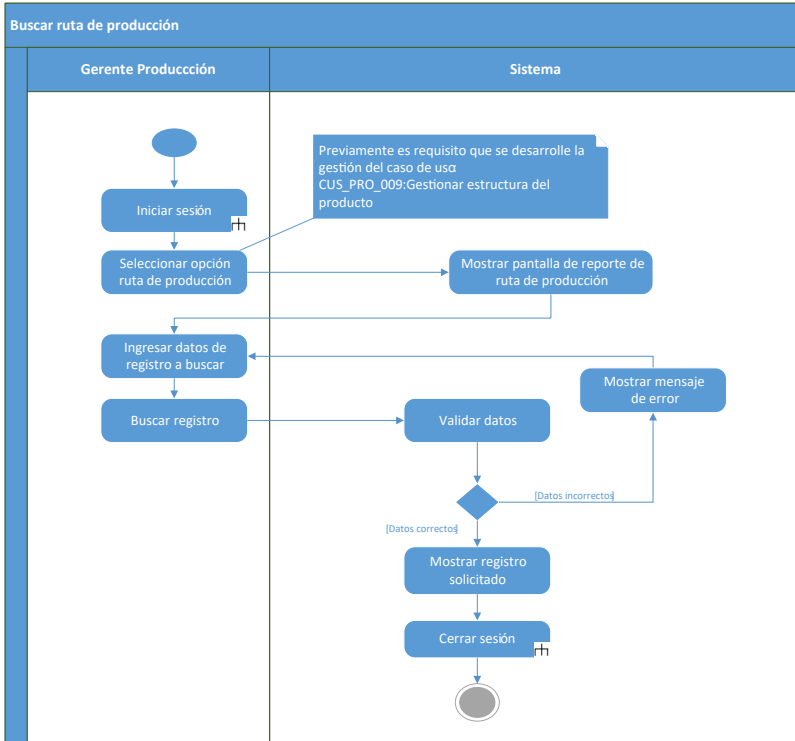 Buscar ruta de producción
Gerente Produccción
Sistema
Previamente es requisito que se desarrolle la
gestión del caso de usα
CUS_PRO_009:Gestionar estructura del
producto
Iniciar sesión
Seleccionar opción
ruta de producción
Mostrar pantalla de reporte de
ruta de producción
Ingresar datos de
registro a buscar
Mostrar mensaje
de error
Buscar registro
Validar datos
[Datos incorrectos]
[Datos correctos]
Mostrar registro
solicitado
Cerrar sesión